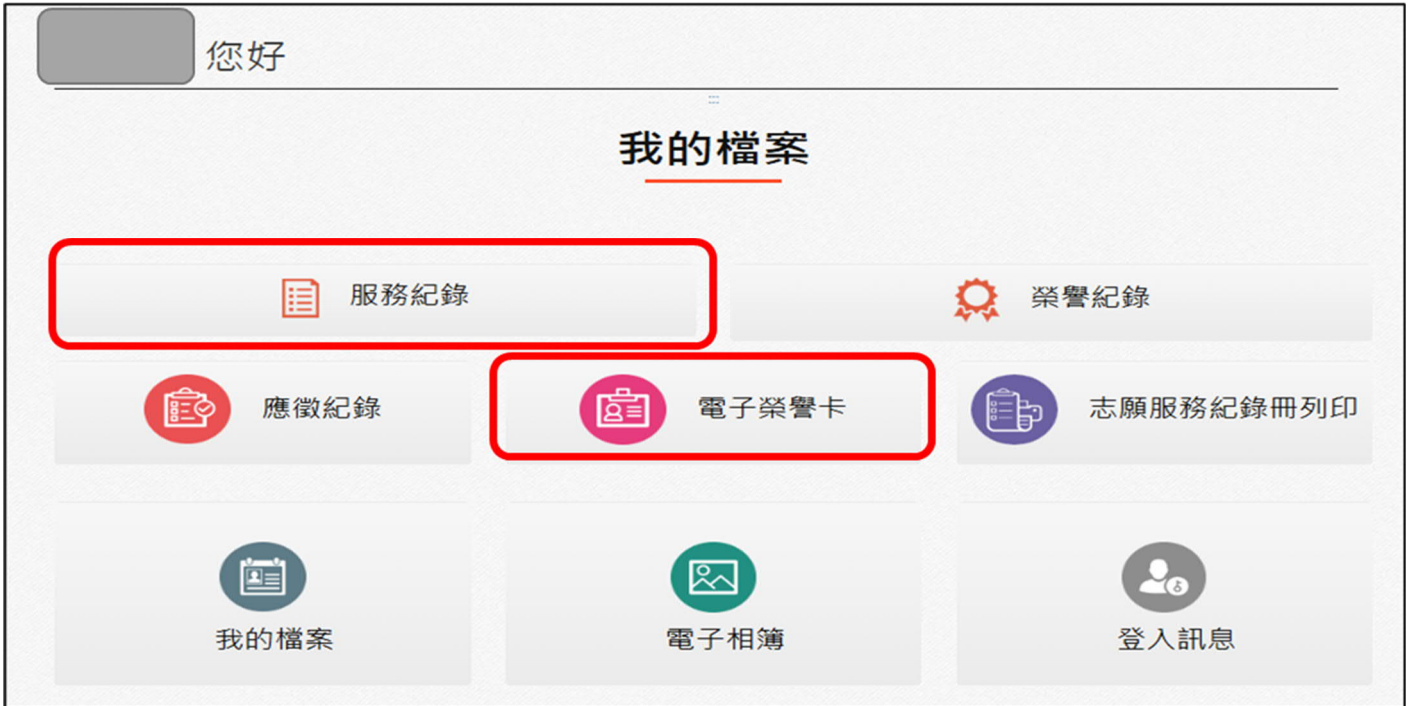 您好
我的檔案
服務紀錄
榮譽紀錄
應徵紀錄
電子榮譽卡
志願服務紀錄冊列印
我的檔案
電子相簿
登入訊息